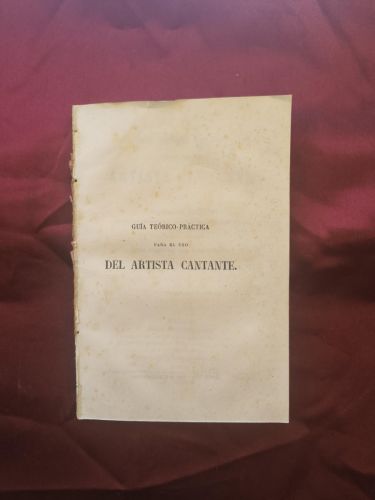 GUÍA TEÓRICO-PRÁCTICA
PARA EL USO
DEL ARTISTA CANTANTE.